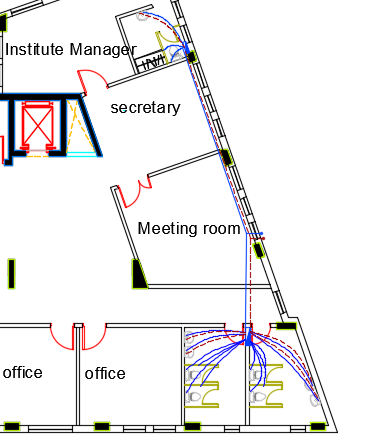 Institute Manager
secretary
Meeting room
office
office